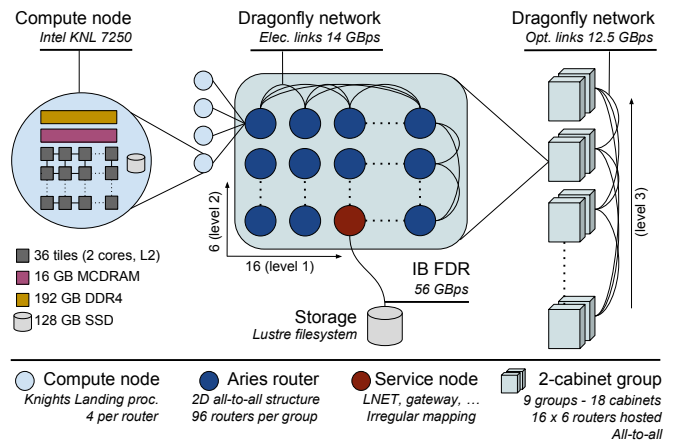 Compute node
Intel KNL 7250
Dragonfly network
Elec. links 14 GBps
Dragonfly network
Opt. links 12.5 GBps
6 (level 2)
16 (level 1)
(level 3)
36 tiles (2 cores, L2)
16 GB MCDRAM
192 GB DDR4
128 GB SSD
IB FDR
56 GBps
Storage
Lustre filesystem
Compute node
Knights Landing proc.
4 per router
Aries router
2D all-to-all structure
96 routers per group
Service node
LNET, gateway, ...
Irregular mapping
2-cabinet group
9 groups - 18 cabinets
16 x 6 routers hosted
All-to-all